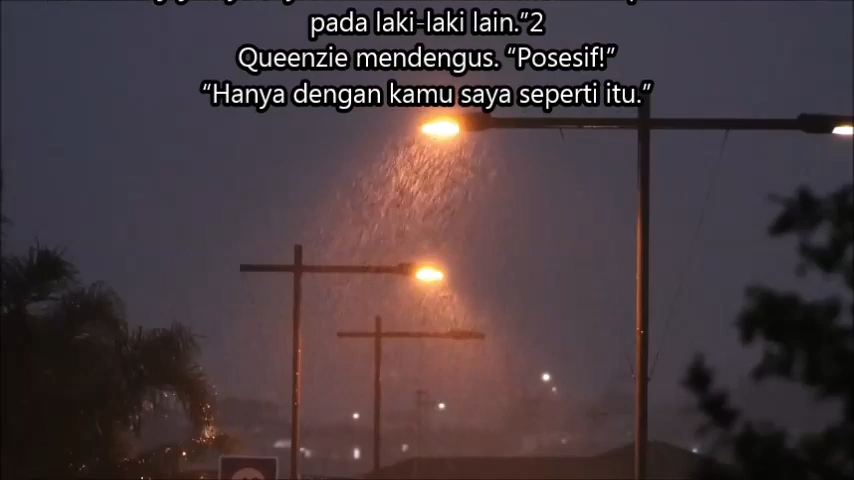 pada laki-laki lain.”2
Queenzie mendengus. “Posesif!”
“Hanya dengan kamu saya seperti itu.”